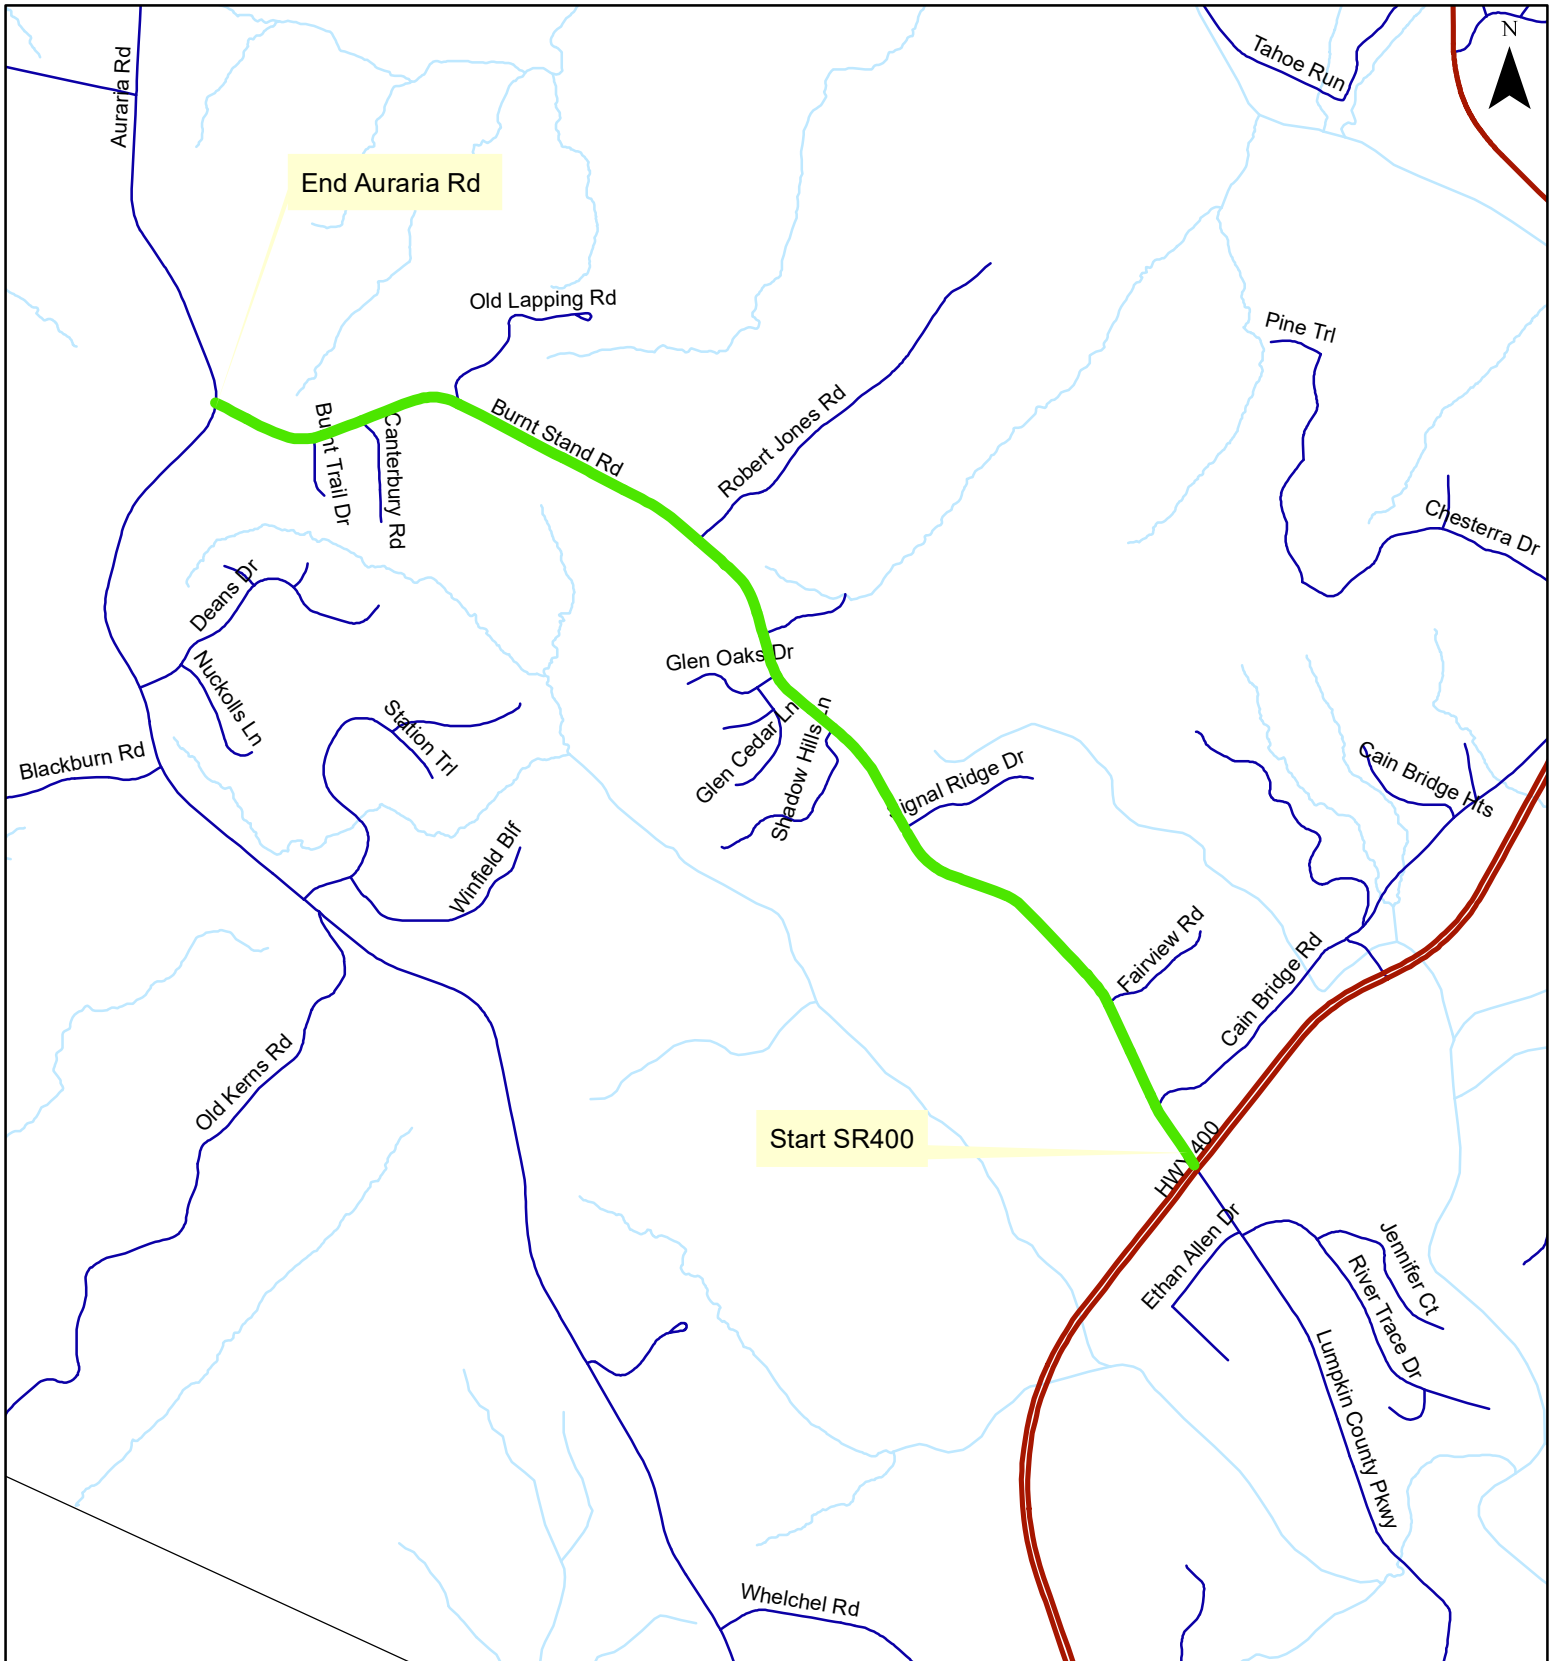 N
Tahoe Run
Auraria Rd
End Auraria Rd
Old Lapping Rd
Pine Trl
Robert Jones Rd
Burnt Stand Rd
Burnt Trail Dr
Canterbury Rd
Chesterra Dr
Deans Dr
Nuckolls Ln
Glen Oaks Dr
Station Trl
Glen Cedar Ln
Shadow Hills Ln
Signal Ridge Dr
Blackburn Rd
Cain Bridge Hts
Winfield Blf
Fairview Rd
Cain Bridge Rd
Old Kerns Rd
Start SR400
HWY 400
Ethan Allen Dr
Jennifer Ct
River Trace Dr
Lumpkin County Pkwy
Whelchel Rd